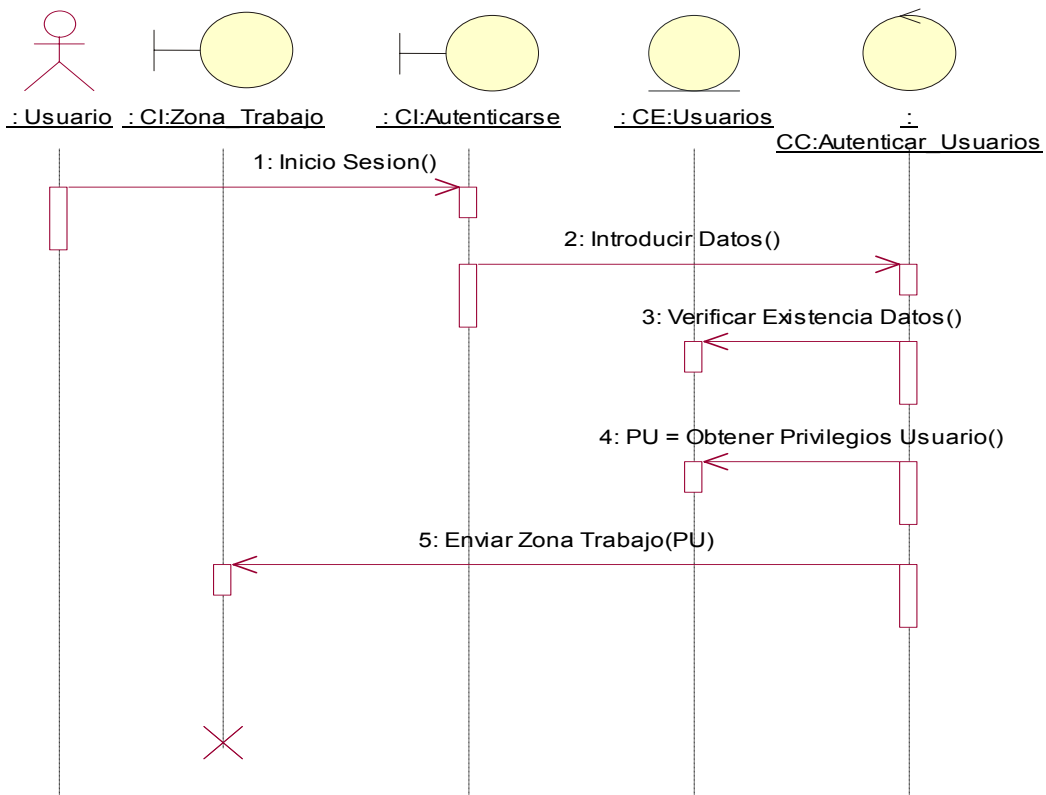 : Usuario
: CI:Zona_Trabajo
: CI:Autenticarse
: CE:Usuarios
:
CC:Autenticar_Usuarios
1: Inicio Sesion()
2: Introducir Datos()
3: Verificar Existencia Datos()
4: PU = Obtener Privilegios Usuario()
5: Enviar Zona Trabajo(PU)